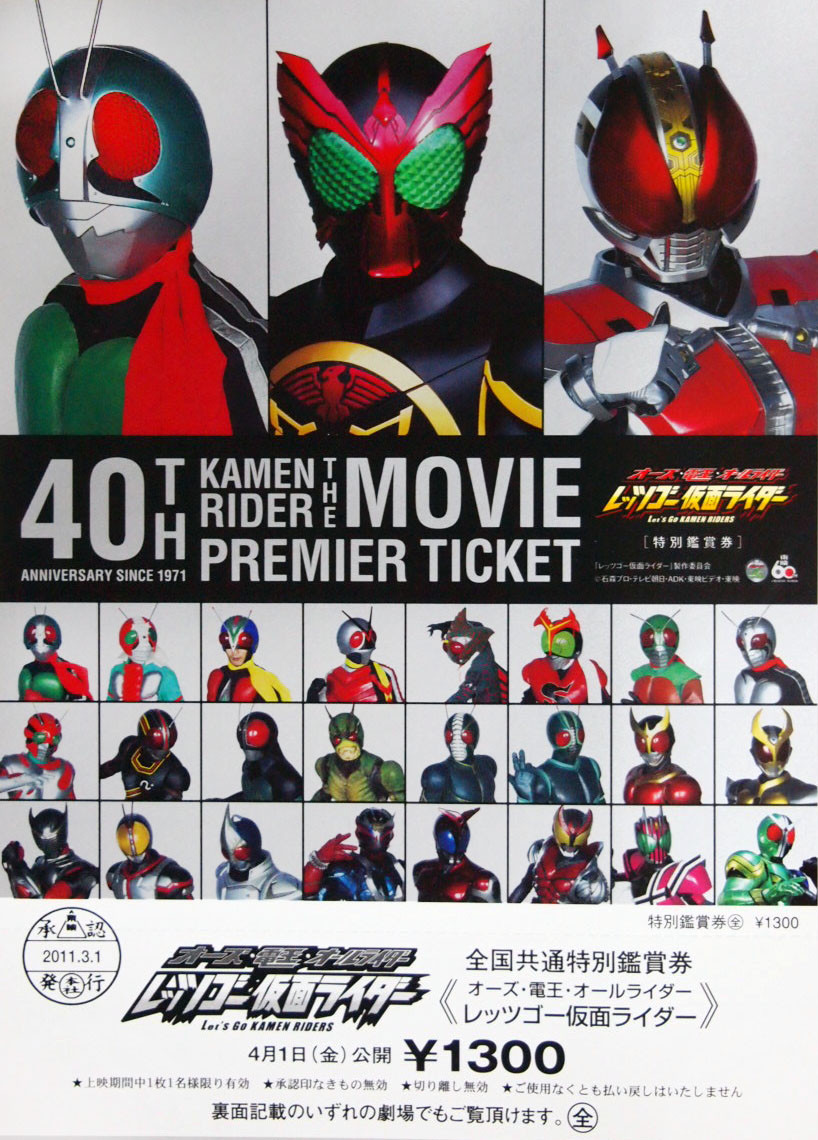 40TH
ANNIVERSARY SINCE 1971
KAMEN RIDER THE MOVIE
PREMIER TICKET
オーズ・電王・オールライダー
レッツゴー仮面ライダー
Let's Go KAMEN RIDERS
[特別鑑賞券]
「レッツゴー仮面ライダー」製作委員会
©石森プロ・テレビ朝日・ADK・東映ビデオ・東映
60
特別鑑賞券全 ¥1300
承認
2011.3.1
発行
本社
オーズ・電王・オールライダー
レッツゴー仮面ライダー
Let's Go KAMEN RIDERS
全国共通特別鑑賞券
《オーズ・電王・オールライダー
レッツゴー仮面ライダー》
4月1日(金)公開 ¥1300
★上映期間中1枚1名様限り有効 ★承認印なきもの無効 ★切り離し無効 ★ご使用なくとも払い戻しはいたしません
裏面記載のいずれの劇場でもご覧頂けます。全